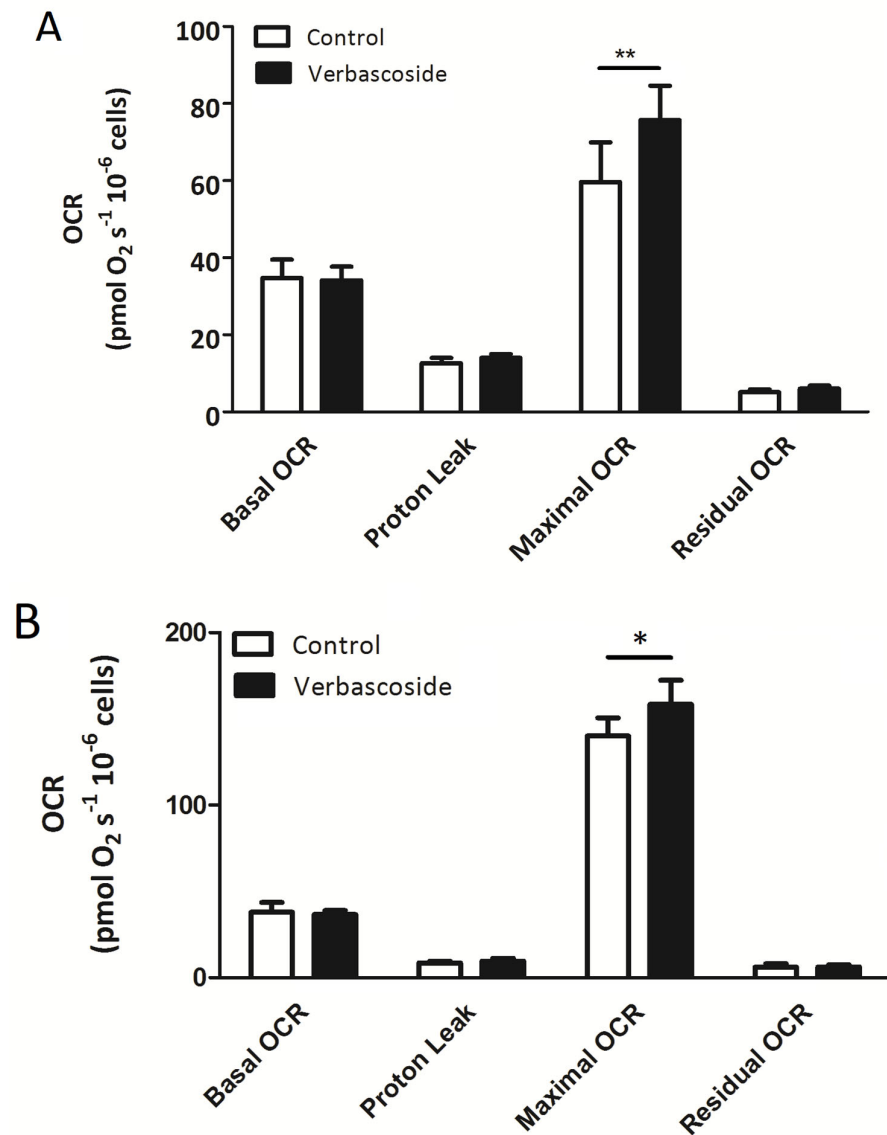 A
100
80
60
40
20
0
OCR
(pmol O₂ s⁻¹ 10⁻⁶ cells)
Control
Verbascoside
**
Basal OCR
Proton Leak
Maximal OCR
Residual OCR
B
200
100
0
OCR
(pmol O₂ s⁻¹ 10⁻⁶ cells)
Control
Verbascoside
*
Basal OCR
Proton Leak
Maximal OCR
Residual OCR